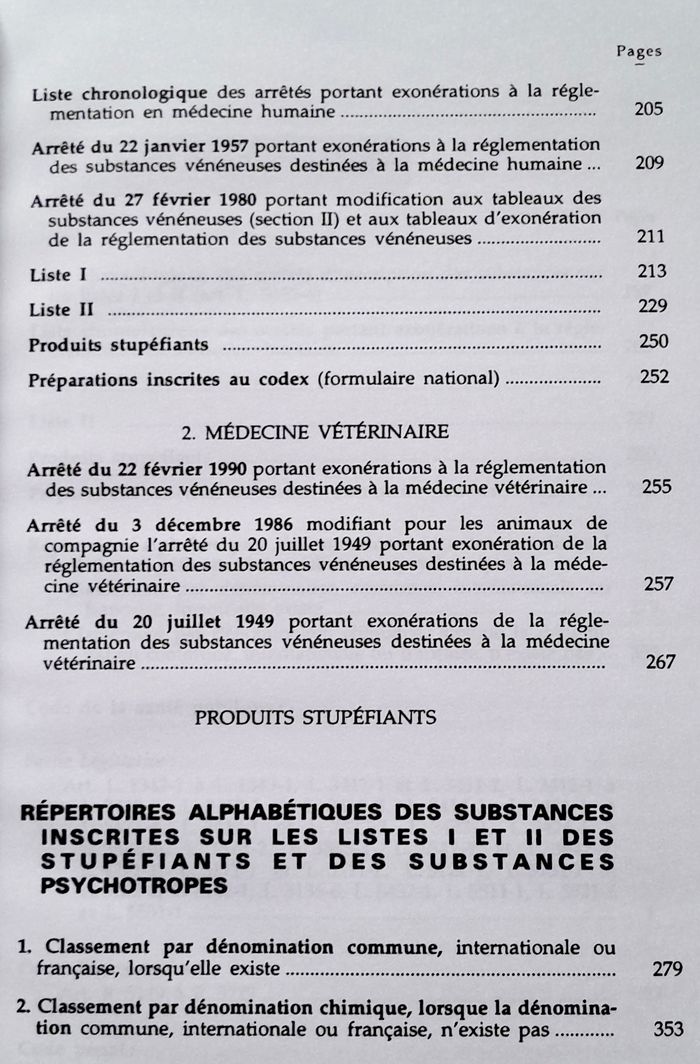 Pages
Liste chronologique des arrêtés portant exonérations à la régle-
mentation en médecine humaine ........................................................ 205
Arrêté du 22 janvier 1957 portant exonérations à la réglementation
des substances vénéneuses destinées à la médecine humaine ... 209
Arrêté du 27 février 1980 portant modification aux tableaux des
substances vénéneuses (section II) et aux tableaux d'exonération
de la réglementation des substances vénéneuses ........................... 211
Liste I ............................................................................................................. 213
Liste II ............................................................................................................ 229
Produits stupéfiants .................................................................................. 250
Préparations inscrites au codex (formulaire national) ..................... 252
2. MÉDECINE VÉTÉRINAIRE
Arrêté du 22 février 1990 portant exonérations à la réglementation
des substances vénéneuses destinées à la médecine vétérinaire ... 255
Arrêté du 3 décembre 1986 modifiant pour les animaux de
compagnie l'arrêté du 20 juillet 1949 portant exonération de la
réglementation des substances vénéneuses destinées à la méde-
cine vétérinaire ........................................................................................... 257
Arrêté du 20 juillet 1949 portant exonérations de la régle-
mentation des substances vénéneuses destinées à la médecine
vétérinaire ..................................................................................................... 267
PRODUITS STUPÉFIANTS
RÉPERTOIRES ALPHABÉTIQUES DES SUBSTANCES
INSCRITES SUR LES LISTES I ET II DES
STUPÉFIANTS ET DES SUBSTANCES
PSYCHOTROPES
1. Classement par dénomination commune, internationale ou
française, lorsqu'elle existe ........................................................................ 279
2. Classement par dénomination chimique, lorsque la dénomina-
tion commune, internationale ou française, n'existe pas ............. 353